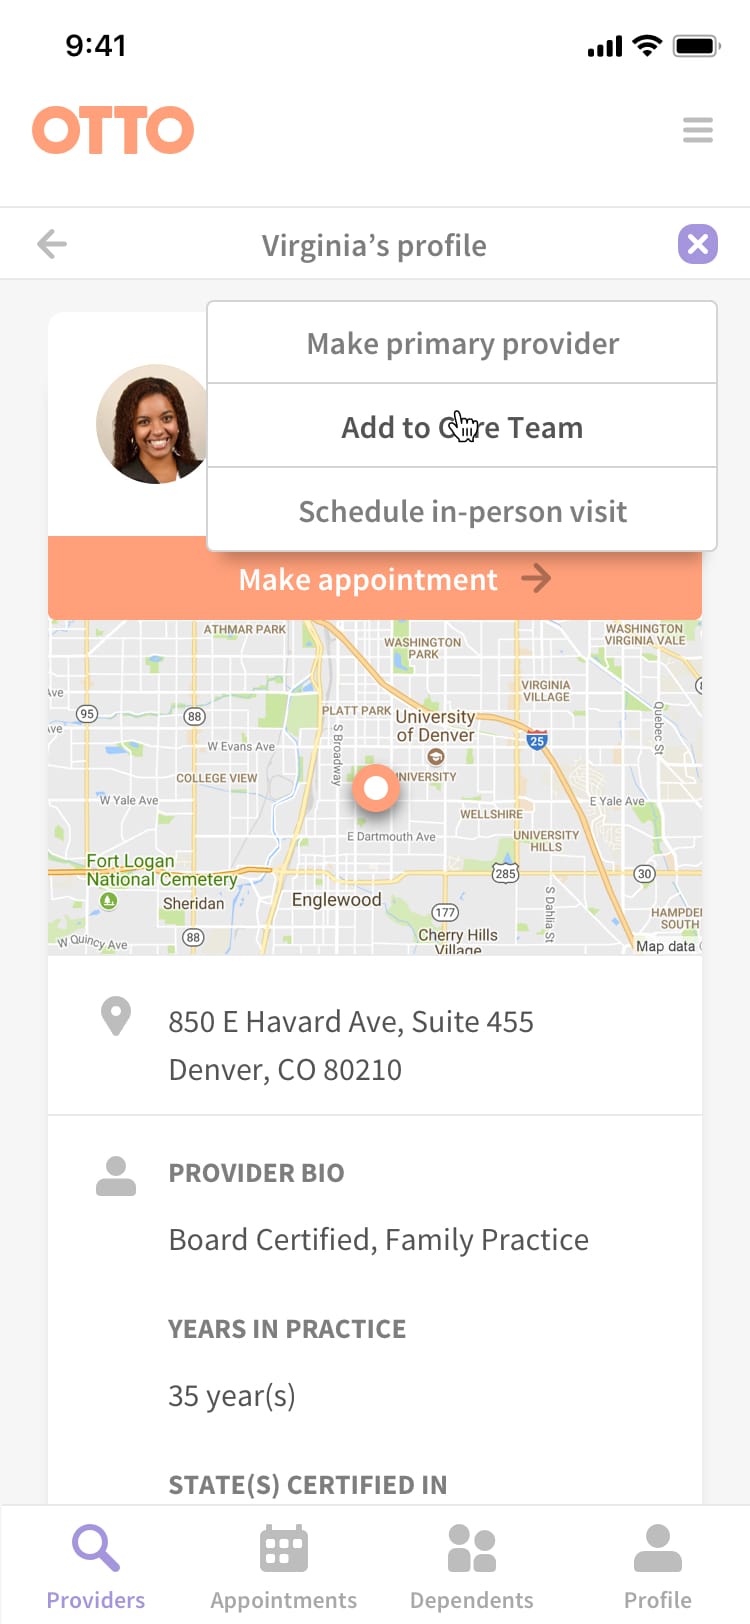 9:41
OTTO
Virginia's profile
Make primary provider
Add to Care Team
Schedule in-person visit
Make appointment
ATHMAR PARK
WASHINGTON
PARK
WASHINGTON
VIRGINIA VALE
VIRGINIA
VILLAGE
Ave
95
88
PLATT PARK
University
of Denver
Quebec St
ve
S Broadway
25
W Evans Ave
COLLEGE VIEW
UNIVERSITY
W Yale Ave
E Yale Ave
WELLSHIRE
E Dartmouth Ave
UNIVERSITY
HILLS
Fort Logan
National Cemetery
285
30
Sheridan
Englewood
S Dahlia St
177
HAMPDE
SOUTH
88
W Quincy Ave
Cherry Hills
Village
Map data
850 E Havard Ave, Suite 455
Denver, CO 80210
PROVIDER BIO
Board Certified, Family Practice
YEARS IN PRACTICE
35 year(s)
STATE(S) CERTIFIED IN
Providers
Appointments
Dependents
Profile